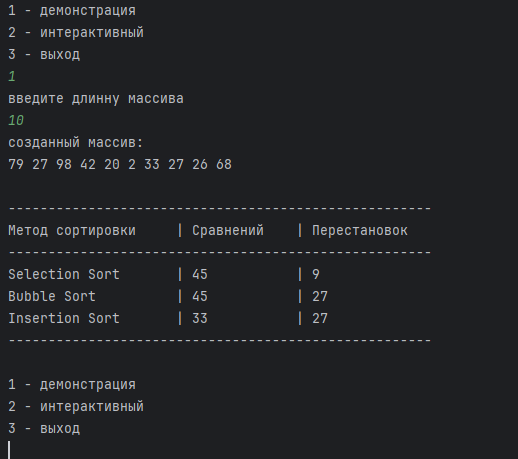 1 - демонстрация
2 - интерактивный
3 - выход
1
введите длинну массива
10
созданный массив:
79 27 98 42 20 2 33 27 26 68
-----------------------------------------------------
Метод сортировки     | Сравнений    | Перестановок
-----------------------------------------------------
Selection Sort       | 45           | 9
Bubble Sort          | 45           | 27
Insertion Sort       | 33           | 27
-----------------------------------------------------
1 - демонстрация
2 - интерактивный
3 - выход